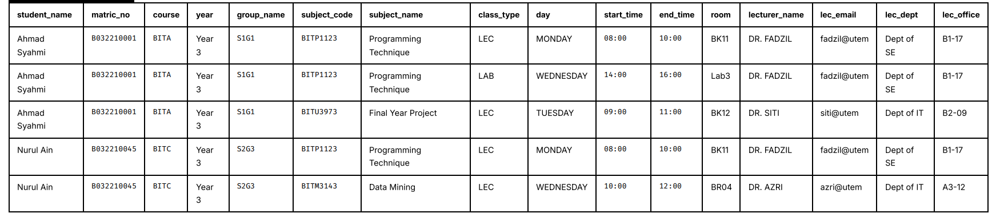 student_name matric_no course year group_name subject_code subject_name class_type day start_time end_time room lecturer_name lec_email lec_dept lec_office
Ahmad B032210001 BITA Year S1G1 BITP1123 Programming LEC MONDAY 08:00 10:00 BK11 DR. FADZIL fadzil@utem Dept of B1-17
Syahmi 3 Technique SE
Ahmad B032210001 BITA Year S1G1 BITP1123 Programming LAB WEDNESDAY 14:00 16:00 Lab3 DR. FADZIL fadzil@utem Dept of B1-17
Syahmi 3 Technique SE
Ahmad B032210001 BITA Year S1G1 BITU3973 Final Year Project LEC TUESDAY 09:00 11:00 BK12 DR. SITI siti@utem Dept of IT B2-09
Syahmi 3
Nurul Ain B032210045 BITC Year S2G3 BITP1123 Programming LEC MONDAY 08:00 10:00 BK11 DR. FADZIL fadzil@utem Dept of B1-17
3 Technique SE
Nurul Ain B032210045 BITC Year S2G3 BITM3143 Data Mining LEC WEDNESDAY 10:00 12:00 BR04 DR. AZRI azri@utem Dept of IT A3-12
3